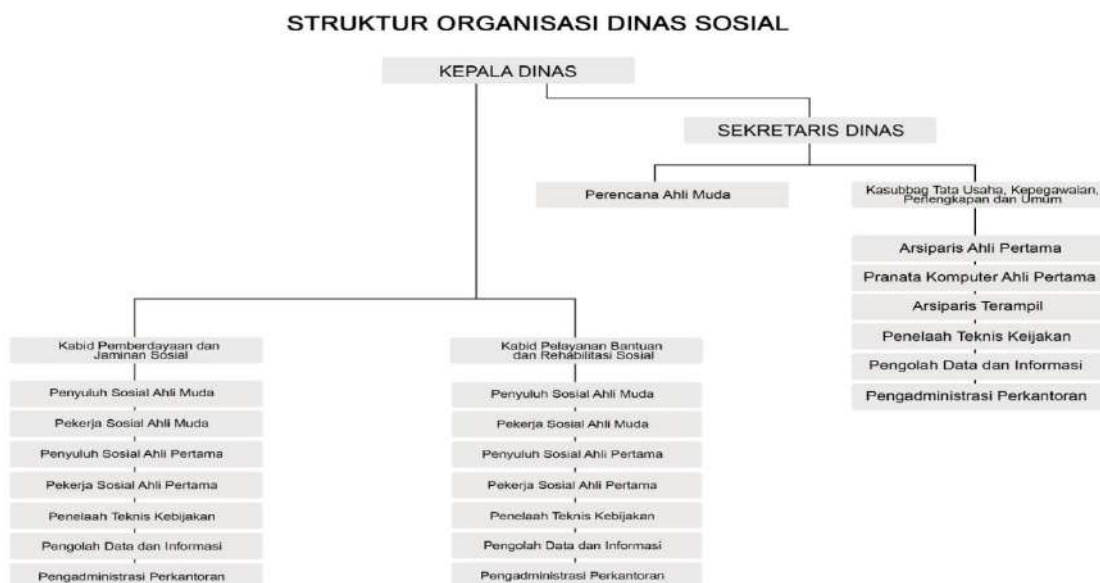 STRUKTUR ORGANISASI DINAS SOSIAL
KEPALA DINAS
SEKRETARIS DINAS
Perencana Ahli Muda
Kasubbag Tata Usaha, Kepegawaian,
Perlengkapan dan Umum
Arsiparis Ahli Pertama
Pranata Komputer Ahli Pertama
Arsiparis Terampil
Penelaah Teknis Keijakan
Pengolah Data dan Informasi
Pengadministrasi Perkantoran
Kabid Pemberdayaan dan
Jaminan Sosial
Penyuluh Sosial Ahli Muda
Pekerja Sosial Ahli Muda
Penyuluh Sosial Ahli Pertama
Pekerja Sosial Ahli Pertama
Penelaah Teknis Kebijakan
Pengolah Data dan Informasi
Pengadministrasi Perkantoran
Kabid Pelayanan Bantuan
dan Rehabilitasi Sosial
Penyuluh Sosial Ahli Muda
Pekerja Sosial Ahli Muda
Penyuluh Sosial Ahli Pertama
Pekerja Sosial Ahli Pertama
Penelaah Teknis Kebijakan
Pengolah Data dan Informasi
Pengadministrasi Perkantoran